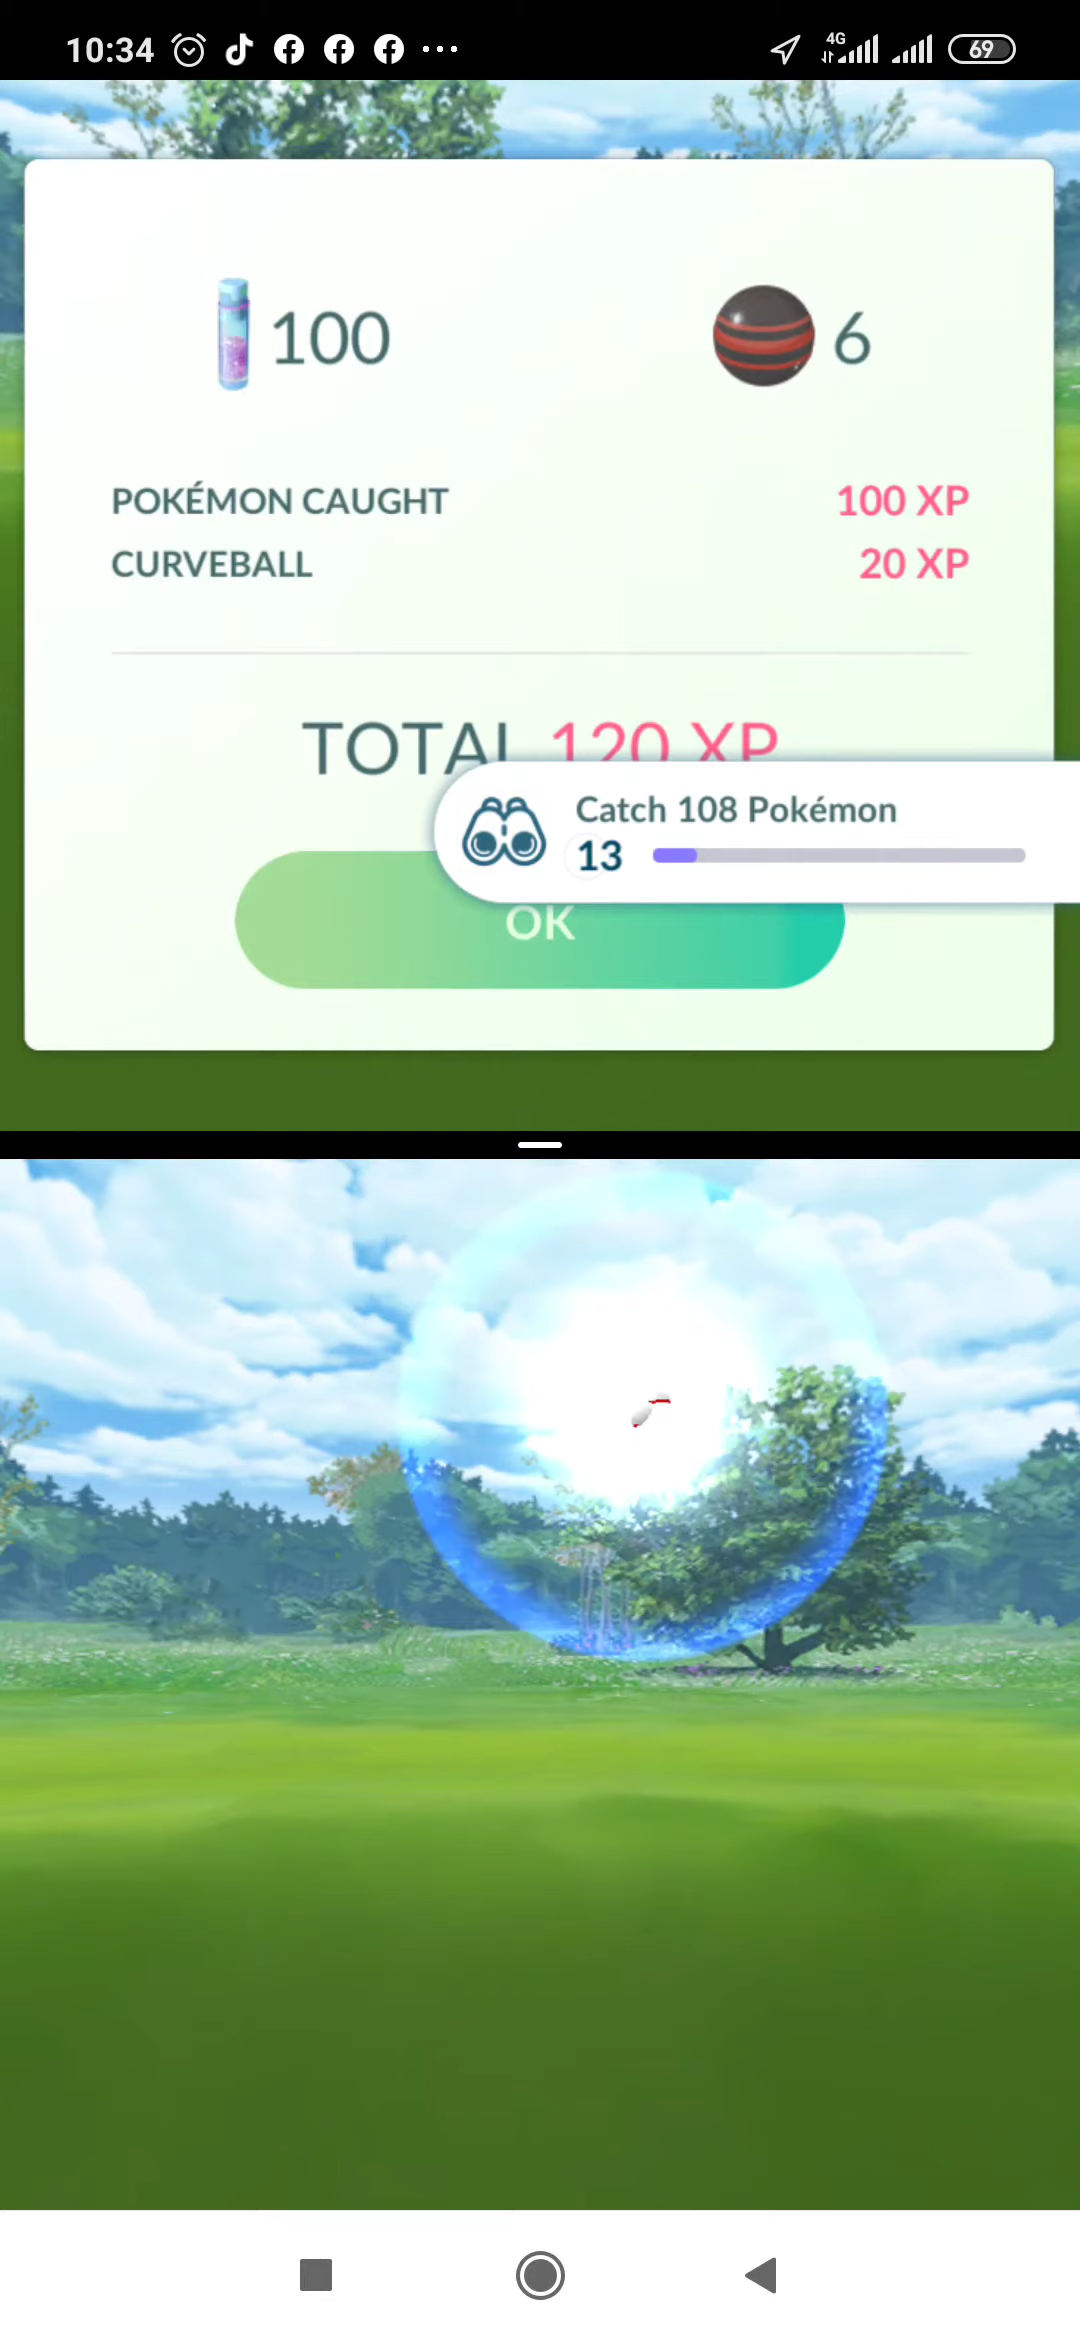 10:34
4G
69
100
6
POKÉMON CAUGHT
100 XP
CURVEBALL
20 XP
TOTAL 120 XP
Catch 108 Pokémon
13
OK